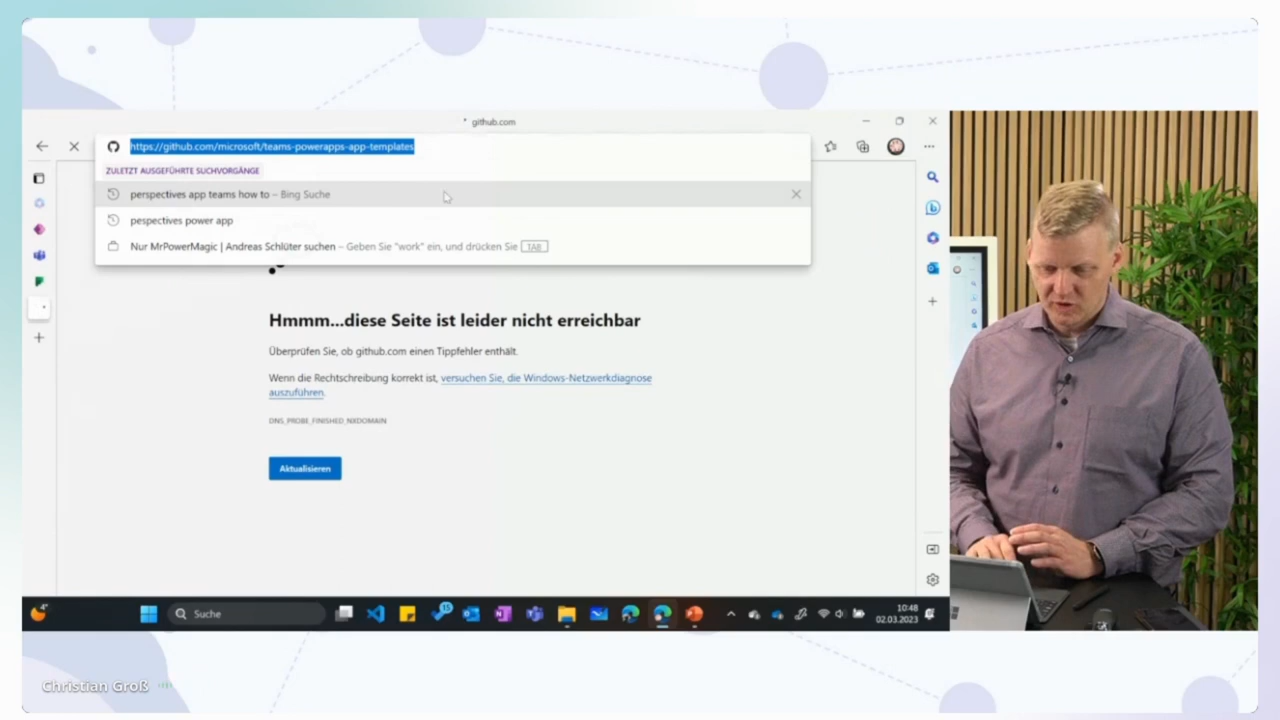 github.com
https://github.com/microsoft/teams-powerapps-app-templates
ZULETZT AUSGEFÜHRTE SUCHVORGÄNGE
perspectives app teams how to – Bing Suche
pespectives power app
Nur MrPowerMagic | Andreas Schlüter suchen – Geben Sie "work" ein, und drücken Sie TAB
Hmmm...diese Seite ist leider nicht erreichbar
Überprüfen Sie, ob github.com einen Tippfehler enthält.
Wenn die Rechtschreibung korrekt ist, versuchen Sie, die Windows-Netzwerkdiagnose
auszuführen.
DNS_PROBE_FINISHED_NXDOMAIN
Aktualisieren
4°
Suche
15
10:48
02.03.2023
Christian Groß